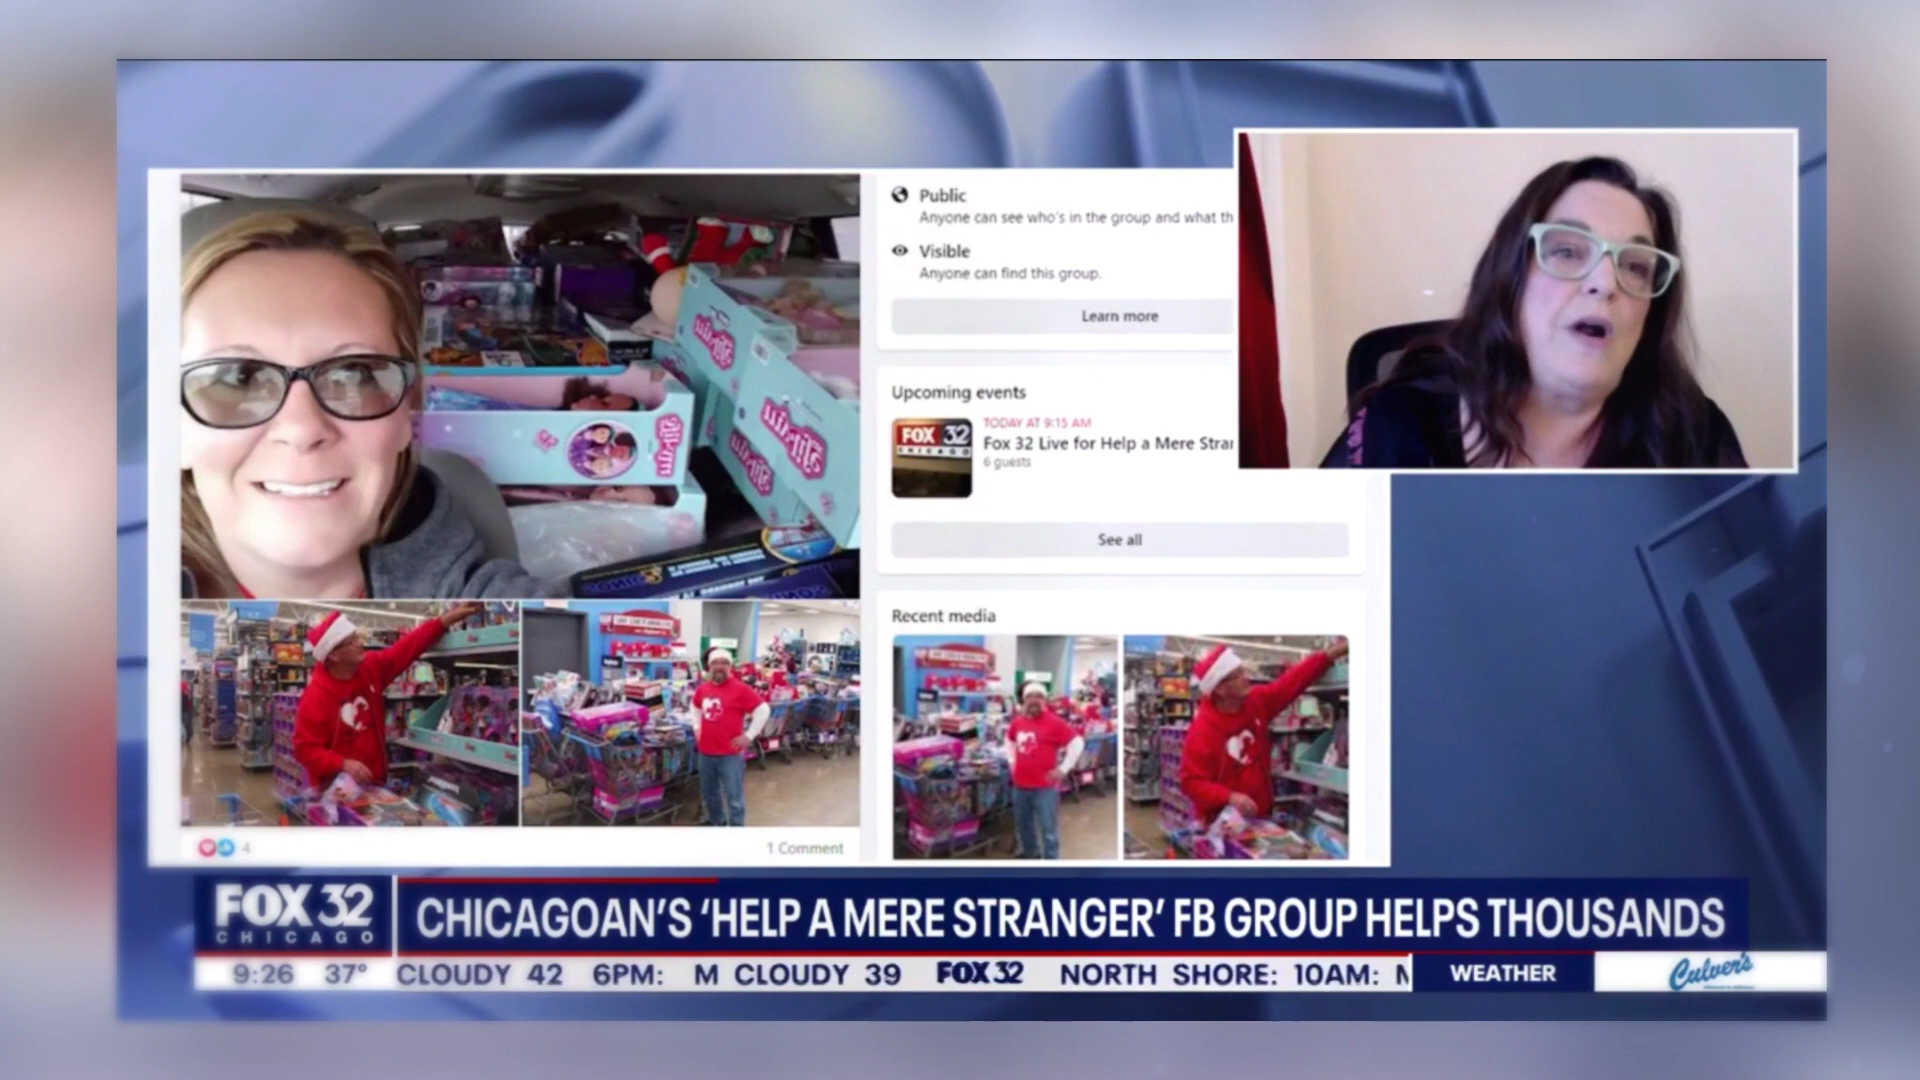 Public
Anyone can see who's in the group and what th
Visible
Anyone can find this group.
Learn more
Upcoming events
FOX 32
CHICAGO
TODAY AT 9:15 AM
Fox 32 Live for Help a Mere Stran
6 guests
See all
Recent media
4
1 Comment
FOX 32
CHICAGO
CHICAGOAN'S 'HELP A MERE STRANGER' FB GROUP HELPS THOUSANDS
9:26 37° CLOUDY 42 6PM: M CLOUDY 39 FOX 32 NORTH SHORE: 10AM: M
WEATHER
Culver's